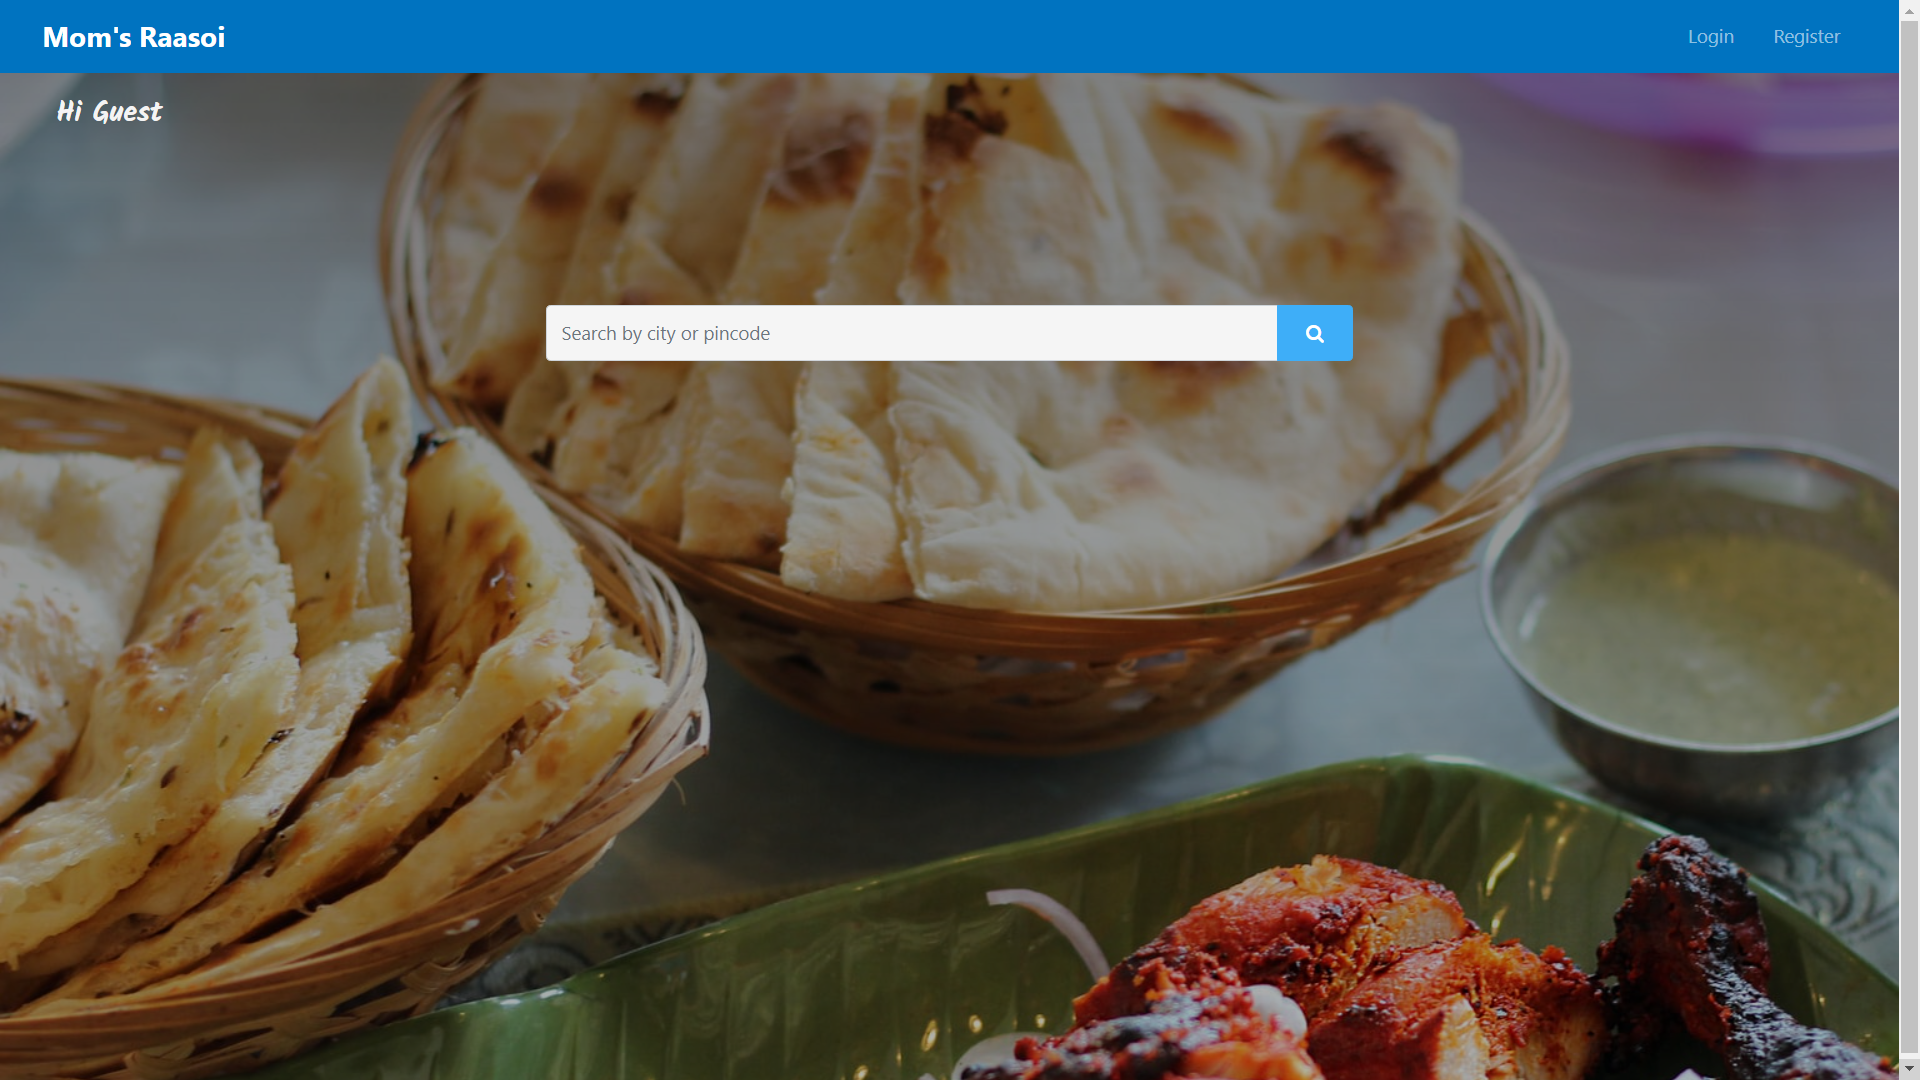 Mom's Raasoi
Login
Register
Hi Guest
Search by city or pincode